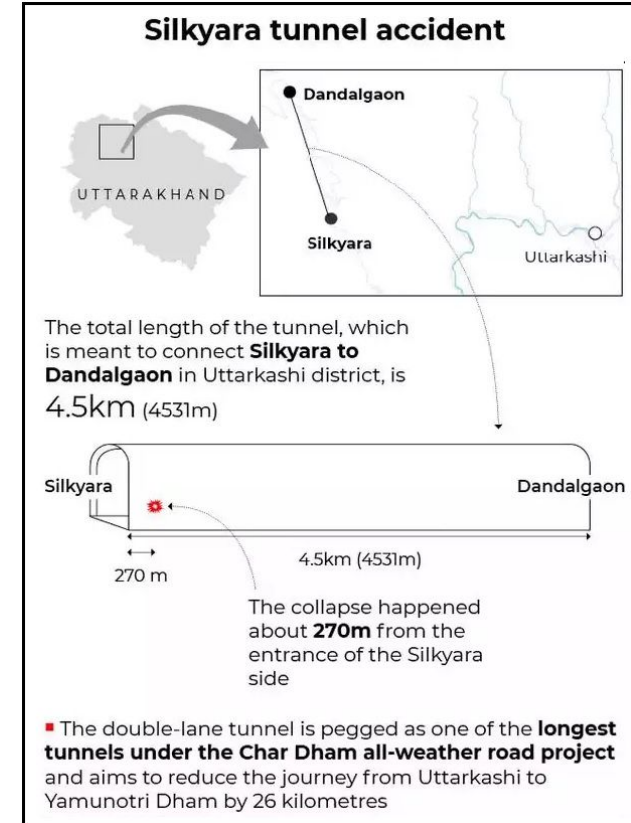 Silkyara tunnel accident
Dandalgaon
UTTARAKHAND
Silkyara
Uttarkashi
The total length of the tunnel, which
is meant to connect Silkyara to
Dandalgaon in Uttarkashi district, is
4.5km (4531m)
Silkyara
Dandalgaon
4.5km (4531m)
270 m
The collapse happened
about 270m from the
entrance of the Silkyara
side
The double-lane tunnel is pegged as one of the longest
tunnels under the Char Dham all-weather road project
and aims to reduce the journey from Uttarkashi to
Yamunotri Dham by 26 kilometres